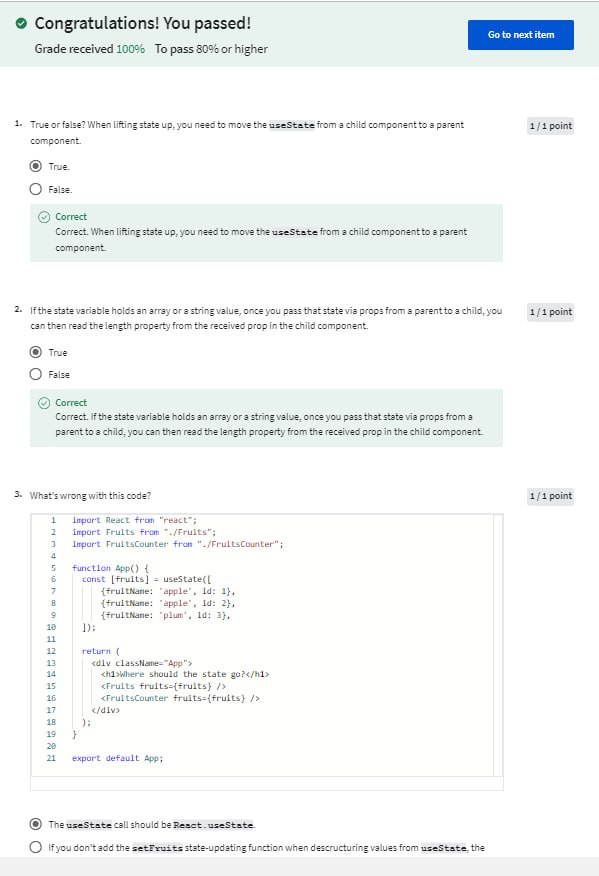 Congratulations! You passed!
Go to next item
Grade received 100% To pass 80% or higher
1. True or false? When lifting state up, you need to move the useState from a child component to a parent
component.
1 / 1 point
True.
False.
Correct
Correct. When lifting state up, you need to move the useState from a child component to a parent
component.
2. If the state variable holds an array or a string value, once you pass that state via props from a parent to a child, you
can then read the length property from the received prop in the child component.
1 / 1 point
True
False
Correct
Correct. If the state variable holds an array or a string value, once you pass that state via props from a
parent to a child, you can then read the length property from the received prop in the child component.
3. What's wrong with this code?
1 / 1 point
1 import React from "react";
2 import Fruits from "./Fruits";
3 import FruitsCounter from "./FruitsCounter";
4
5 function App() {
6 const [fruits] = useState([
7 {fruitName: 'apple', id: 1},
8 {fruitName: 'apple', id: 2},
9 {fruitName: 'plum', id: 3},
10 ]);
11
12 return (
13 <div className="App">
14 <h1>Where should the state go?</h1>
15 <Fruits fruits={fruits} />
16 <FruitsCounter fruits={fruits} />
17 </div>
18 );
19 }
20
21 export default App;
The useState call should be React.useState.
If you don't add the setFruits state-updating function when descructuring values from useState, the